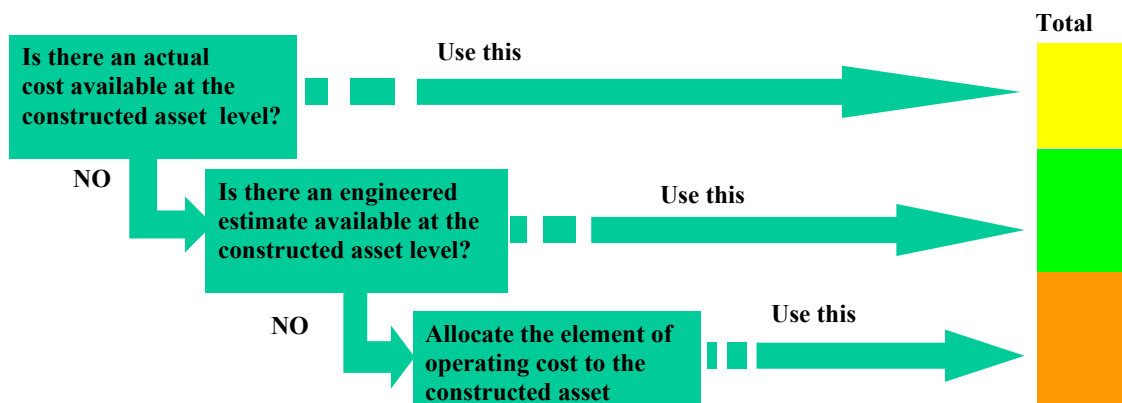 Total
Is there an actual
cost available at the
constructed asset level?
Use this
NO
Is there an engineered
estimate available at the
constructed asset level?
Use this
NO
Allocate the element of
operating cost to the
constructed asset
Use this